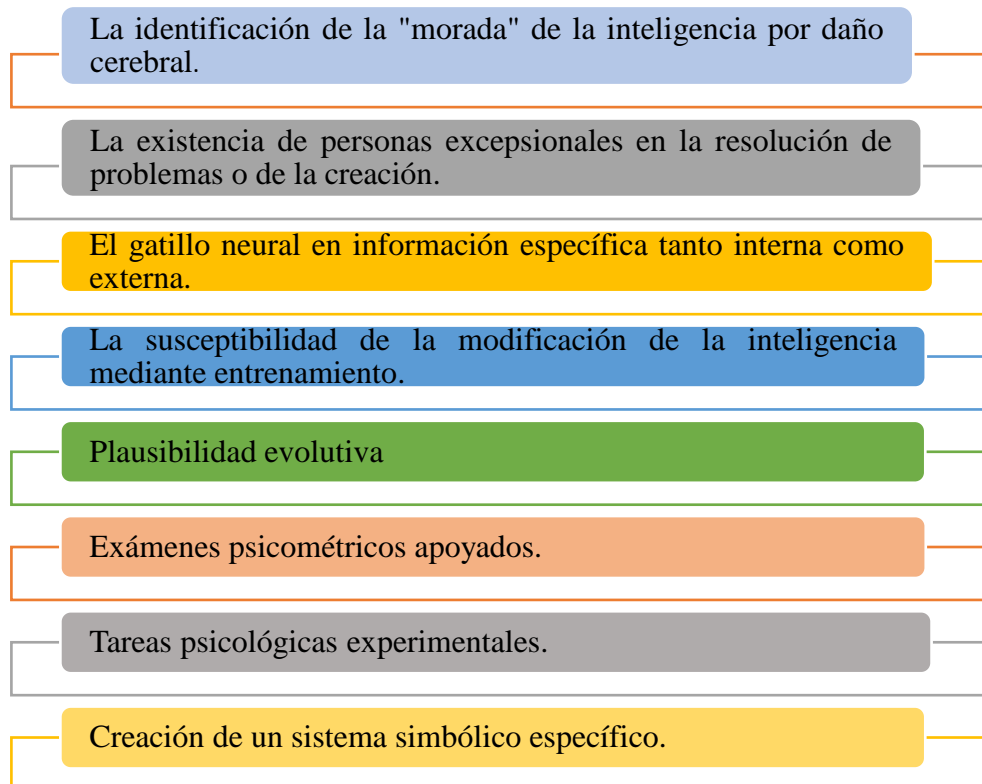 La identificación de la "morada" de la inteligencia por daño
cerebral.
La existencia de personas excepsionales en la resolución de
problemas o de la creación.
El gatillo neural en información específica tanto interna como
externa.
La susceptibilidad de la modificación de la inteligencia
mediante entrenamiento.
Plausibilidad evolutiva
Exámenes psicométricos apoyados.
Tareas psicológicas experimentales.
Creación de un sistema simbólico específico.